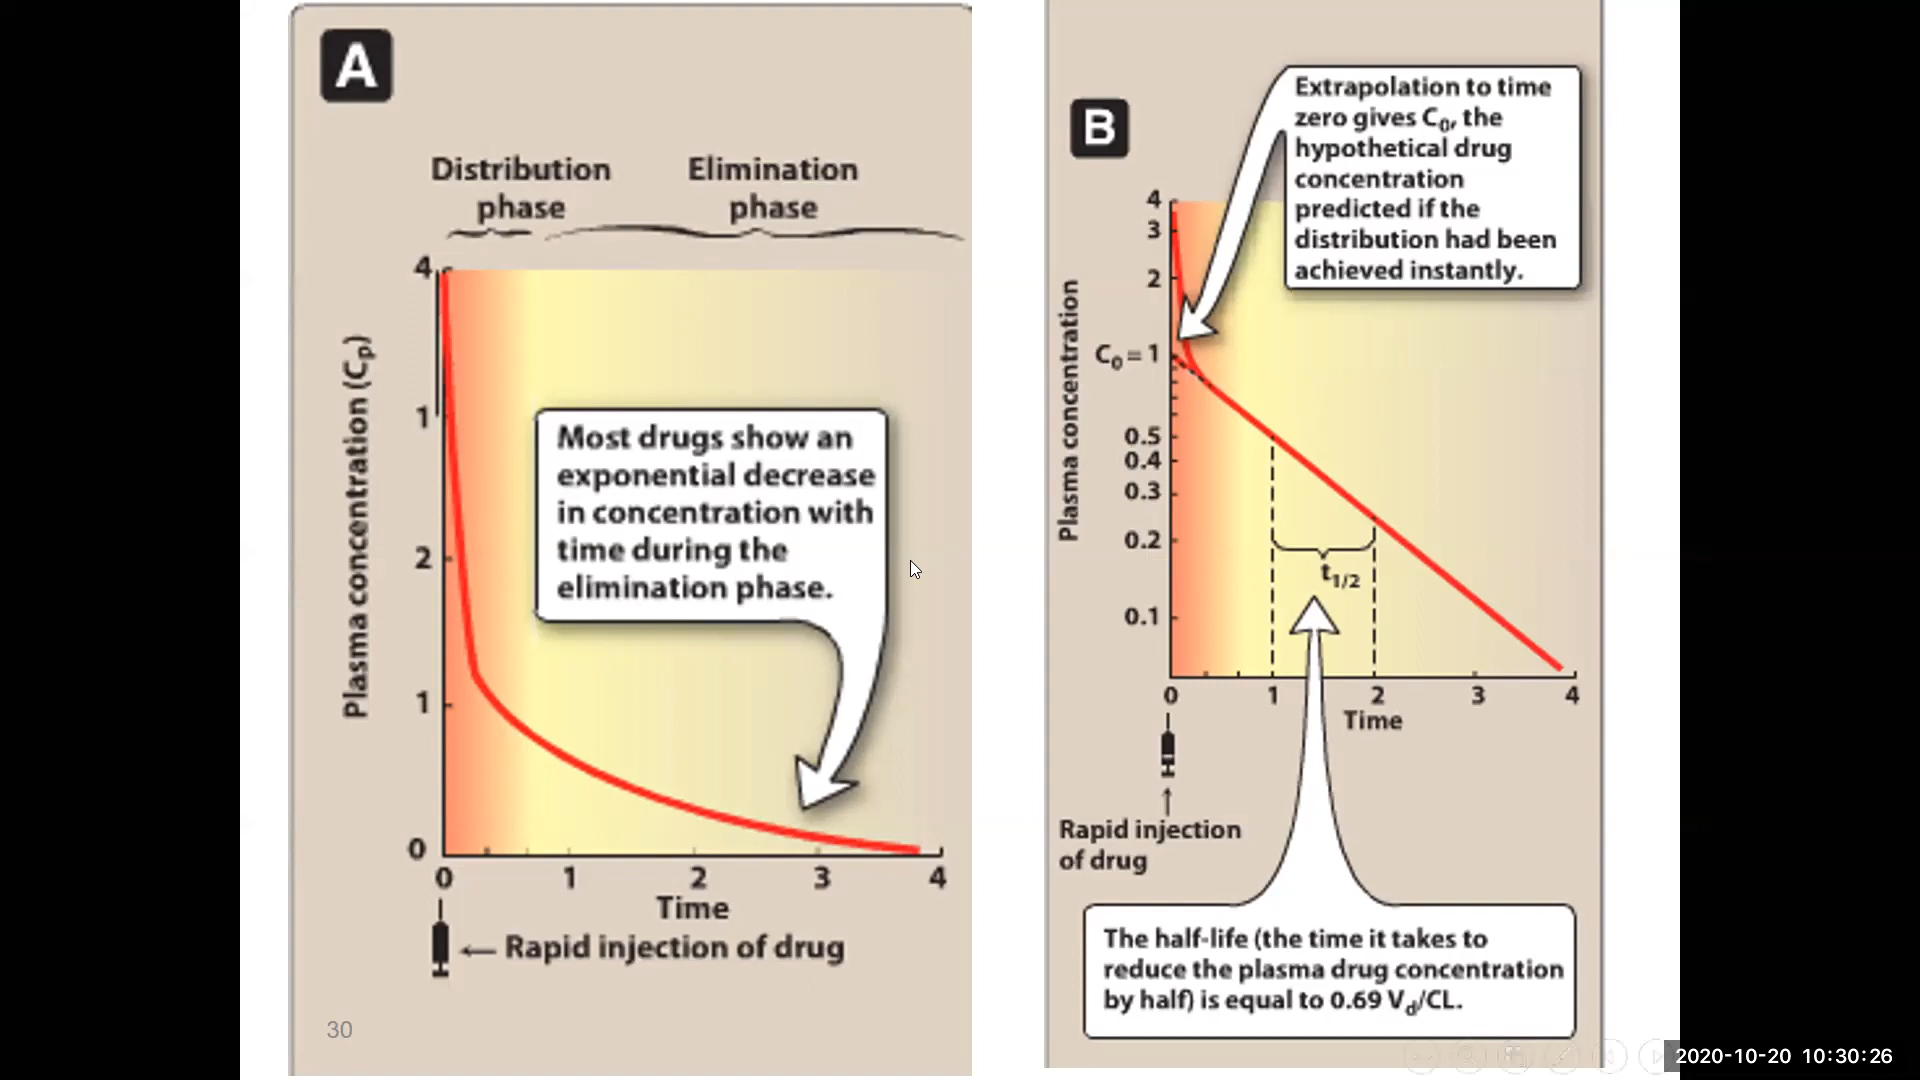 A
Distribution
phase
Elimination
phase
4
1
2
1
0
Plasma concentration (Cp)
Most drugs show an
exponential decrease
in concentration with
time during the
elimination phase.
0 1 2 3 4
Time
← Rapid injection of drug
30
B
Extrapolation to time
zero gives C₀, the
hypothetical drug
concentration
predicted if the
distribution had been
achieved instantly.
4
3
2
C₀ = 1
0.5
0.4
0.3
0.2
0.1
Plasma concentration
t1/2
0 1 2 3 4
Time
↑
Rapid injection
of drug
The half-life (the time it takes to
reduce the plasma drug concentration
by half) is equal to 0.69 Vd/CL.
2020-10-20 10:30:26